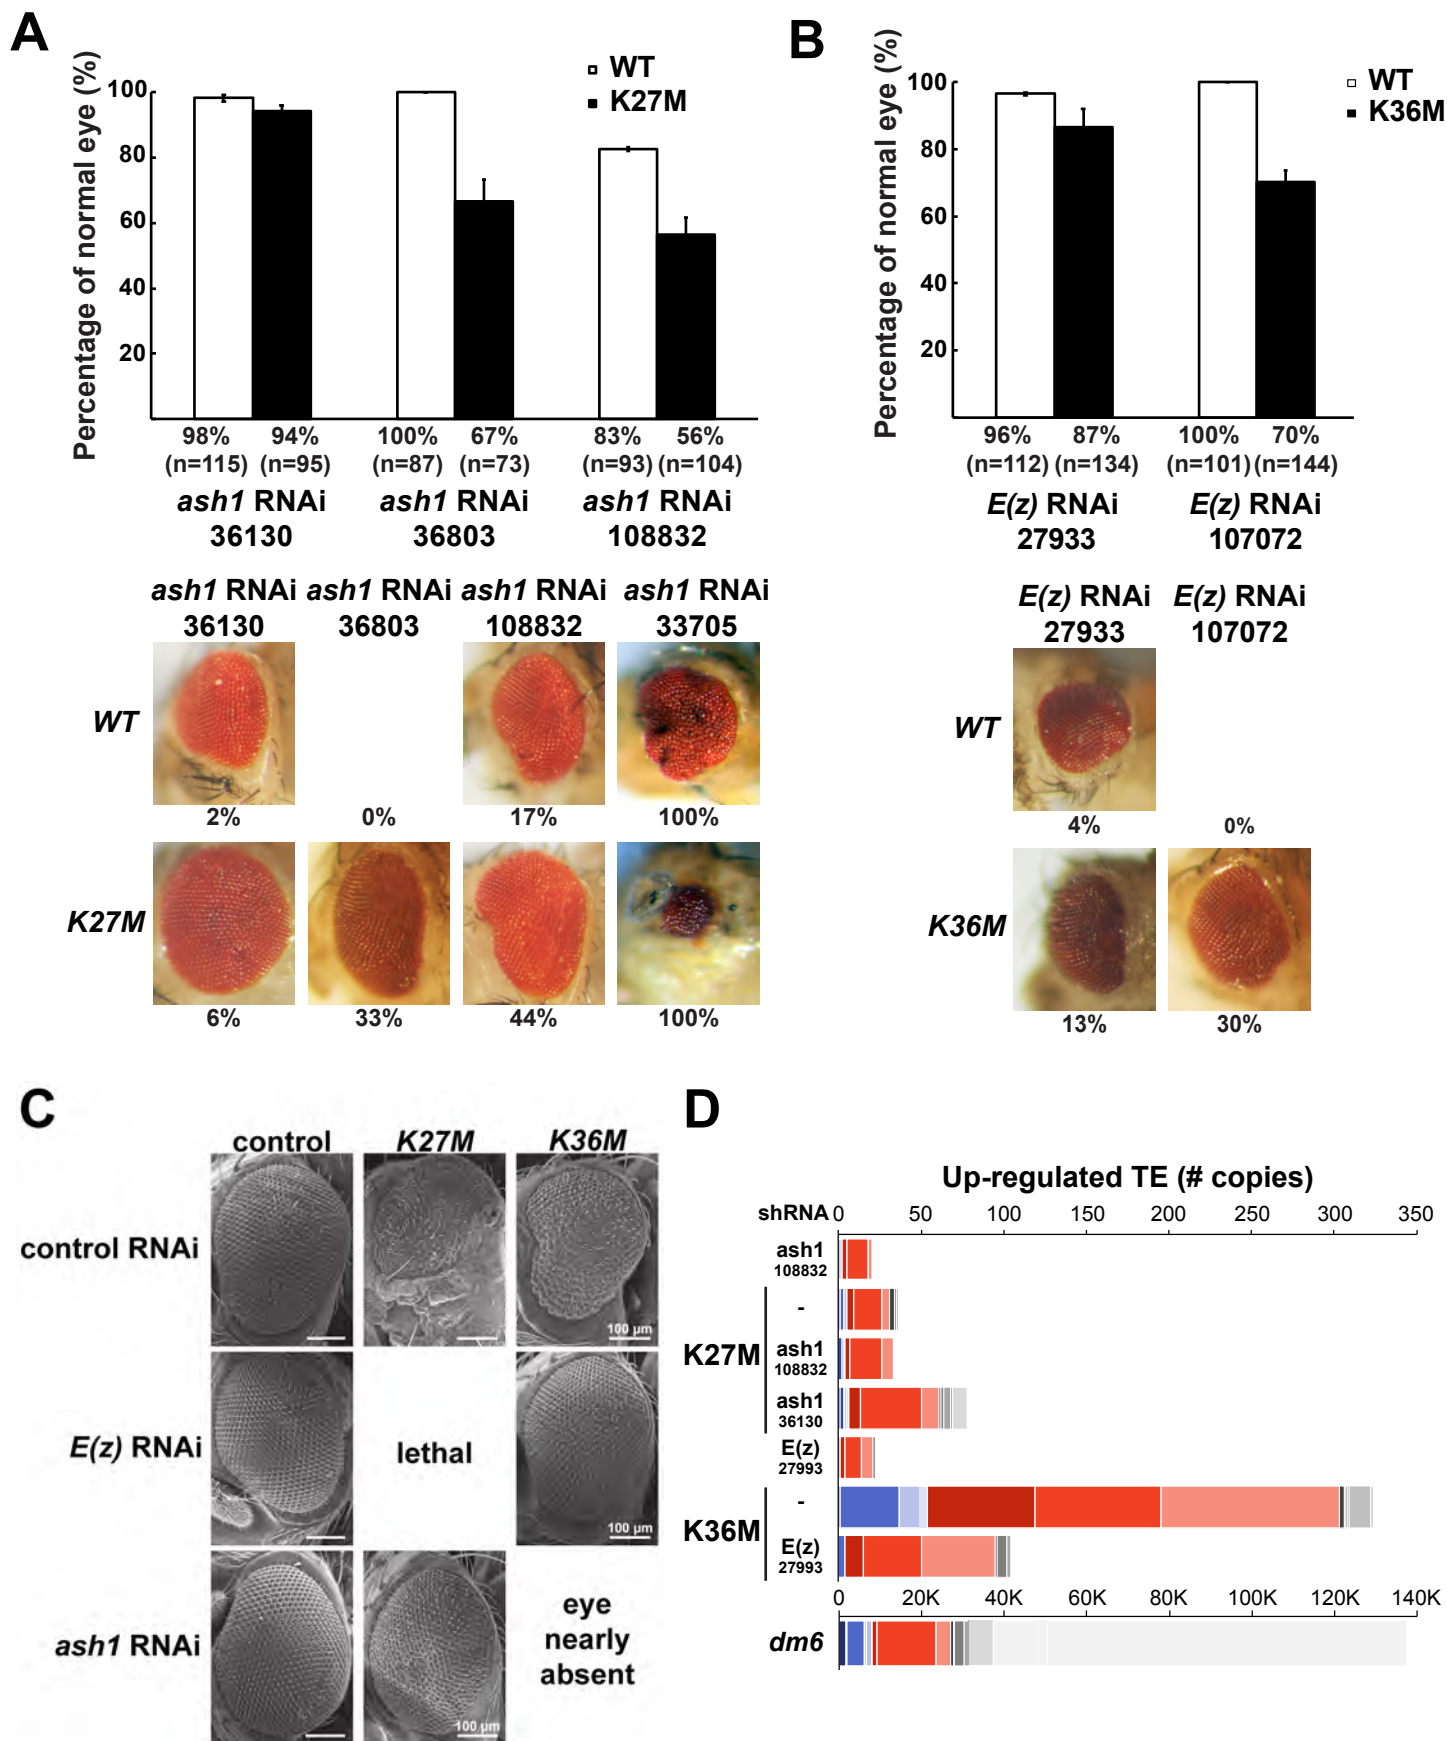 A
Percentage of normal eye (%)
WT
K27M
100
80
60
40
20
98% 94% 100% 67% 83% 56%
(n=115) (n=95) (n=87) (n=73) (n=93) (n=104)
ash1 RNAi ash1 RNAi ash1 RNAi
36130 36803 108832
ash1 RNAi ash1 RNAi ash1 RNAi ash1 RNAi
36130 36803 108832 33705
WT
2% 0% 17% 100%
K27M
6% 33% 44% 100%
B
Percentage of normal eye (%)
WT
K36M
100
80
60
40
20
96% 87% 100% 70%
(n=112) (n=134) (n=101) (n=144)
E(z) RNAi E(z) RNAi
27933 107072
E(z) RNAi E(z) RNAi
27933 107072
WT
4% 0%
K36M
13% 30%
C
control K27M K36M
control RNAi
100 µm
E(z) RNAi
lethal
100 µm
ash1 RNAi
100 µm
eye
nearly
absent
D
Up-regulated TE (# copies)
shRNA 0 50 100 150 200 250 300 350
ash1
108832
K27M
-
ash1
108832
ash1
36130
E(z)
27993
K36M
-
E(z)
27993
0 20K 40K 60K 80K 100K 120K 140K
dm6